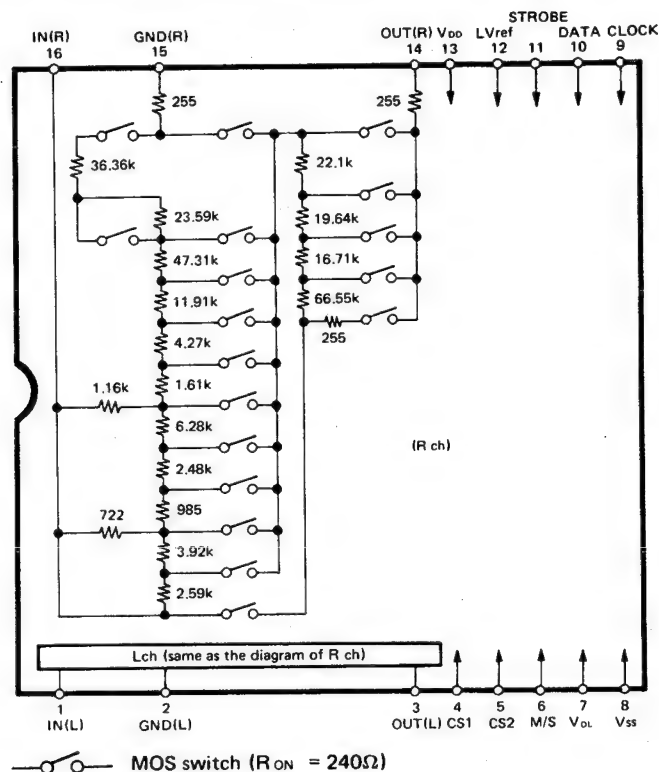 STROBE
IN(R) GND(R) OUT(R) VDD LVref DATA CLOCK
16 15 14 13 12 11 10 9
255 255
36.36k 22.1k
23.59k 19.64k
47.31k 16.71k
11.91k 66.55k
4.27k 255
1.61k
1.16k
6.28k
(R ch)
2.48k
722 985
3.92k
2.59k
Lch (same as the diagram of R ch)
1 2 3 4 5 6 7 8
IN(L) GND(L) OUT(L) CS1 CS2 M/S VOL VSS
MOS switch (R ON = 240Ω)